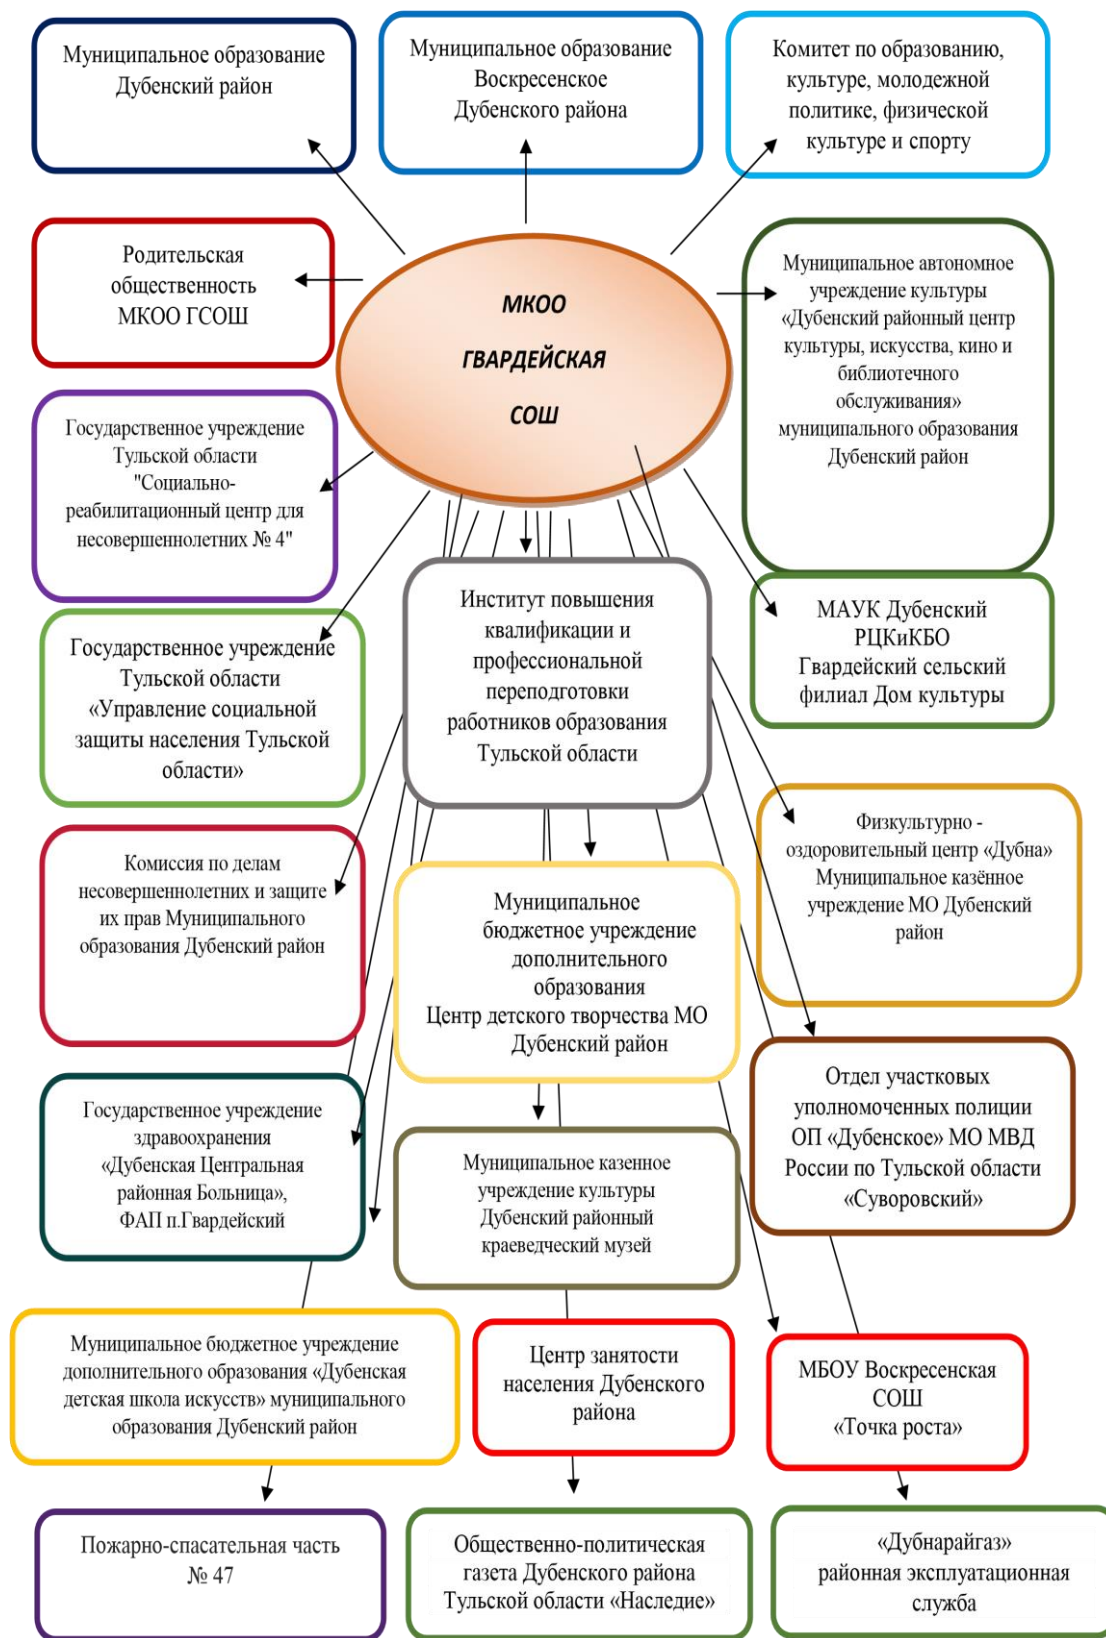 Муниципальное образование
Дубенский район
Муниципальное образование
Воскресенское
Дубенского района
Комитет по образованию,
культуре, молодежной
политике, физической
культуре и спорту
Родительская
общественность
МКОО ГСОШ
МКОО
ГВАРДЕЙСКАЯ
СОШ
Муниципальное автономное
учреждение культуры
«Дубенский районный центр
культуры, искусства, кино и
библиотечного
обслуживания»
муниципального образования
Дубенский район
Государственное учреждение
Тульской области
"Социально-
реабилитационный центр для
несовершеннолетних № 4"
Институт повышения
квалификации и
профессиональной
переподготовки
работников образования
Тульской области
МАУК Дубенский
РЦКиКБО
Гвардейский сельский
филиал Дом культуры
Государственное учреждение
Тульской области
«Управление социальной
защиты населения Тульской
области»
Физкультурно -
оздоровительный центр «Дубна»
Муниципальное казённое
учреждение МО Дубенский
район
Комиссия по делам
несовершеннолетних и защите
их прав Муниципального
образования Дубенский район
Муниципальное
бюджетное учреждение
дополнительного
образования
Центр детского творчества МО
Дубенский район
Отдел участковых
уполномоченных полиции
ОП «Дубенское» МО МВД
России по Тульской области
«Суворовский»
Государственное учреждение
здравоохранения
«Дубенская Центральная
районная Больница»,
ФАП п.Гвардейский
Муниципальное казенное
учреждение культуры
Дубенский районный
краеведческий музей
Муниципальное бюджетное учреждение
дополнительного образования «Дубенская
детская школа искусств» муниципального
образования Дубенский район
Центр занятости
населения Дубенского
района
МБОУ Воскресенская
СОШ
«Точка роста»
Пожарно-спасательная часть
№ 47
Общественно-политическая
газета Дубенского района
Тульской области «Наследие»
«Дубнарайгаз»
районная эксплуатационная
служба